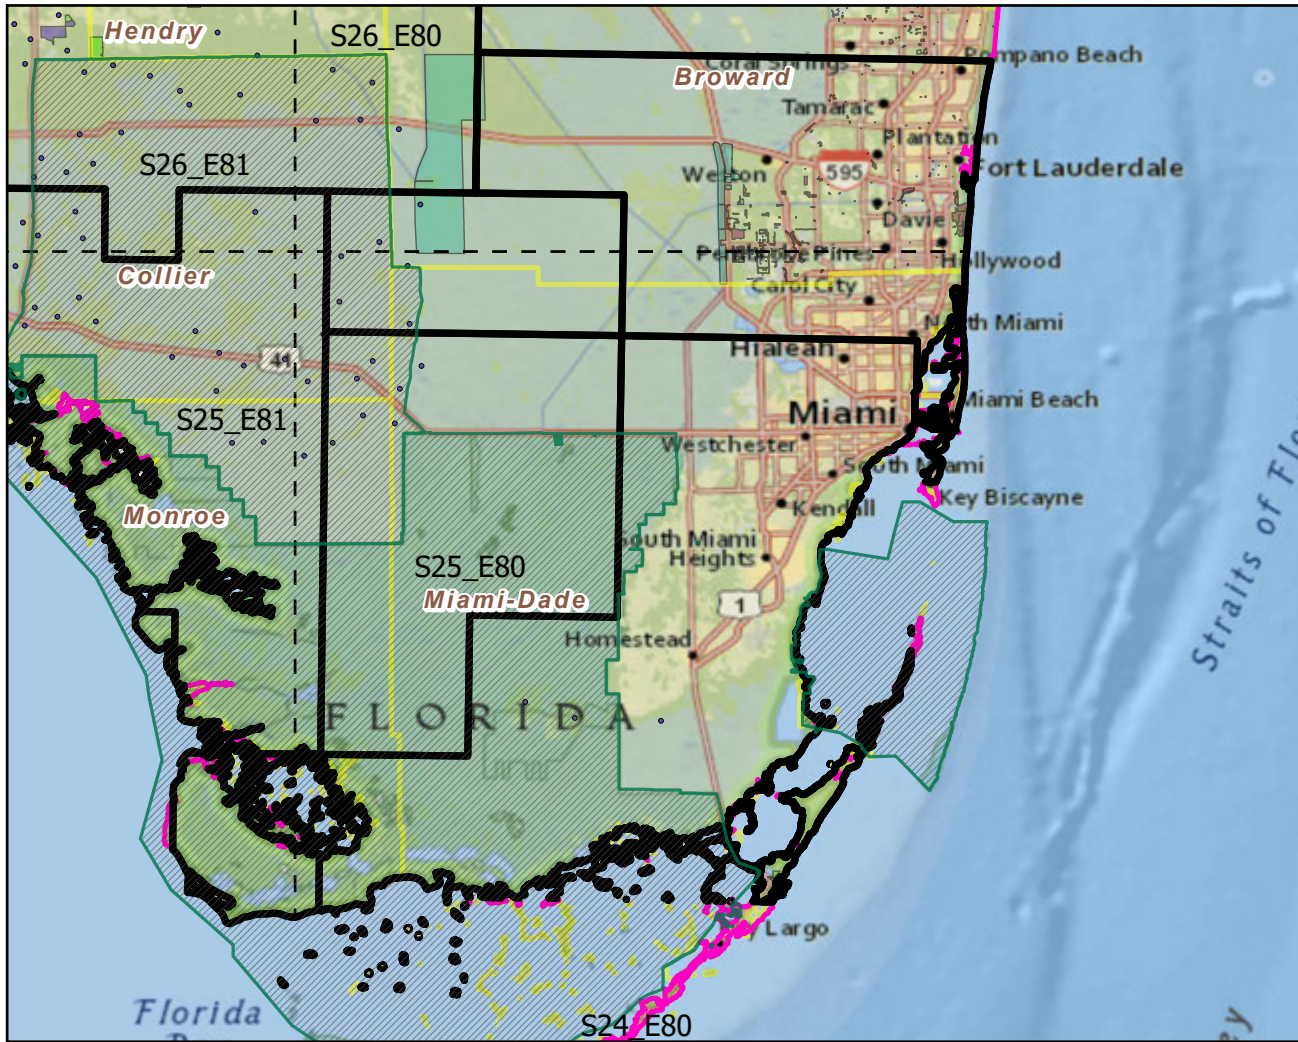 Hendry
S26_E80
Coral Springs
Pompano Beach
Broward
Tamarac
Plantation
S26_E81
Weston
595
Fort Lauderdale
Davie
Pembroke Pines
Hollywood
Collier
Carol City
North Miami
Hialeah
41
Miami Beach
S25_E81
Miami
Westchester
South Miami
Key Biscayne
Monroe
Kendall
South Miami
Heights
S25_E80
Miami-Dade
1
Homestead
Straits of Flo
FLORIDA
Key Largo
Florida
S24_E80
ey